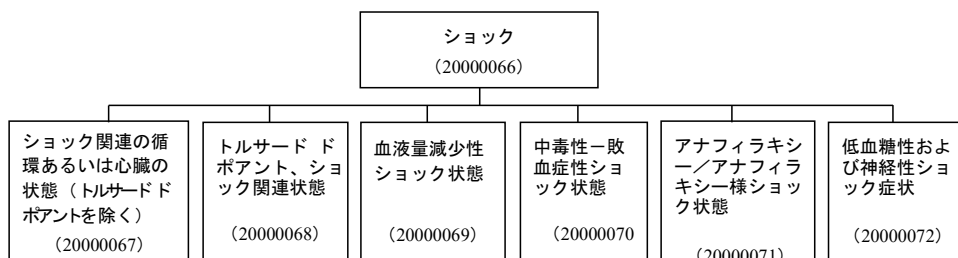 ショック
（20000066）
ショック関連の循
環あるいは心臓の
状態（トルサードド
ポアントを除く）
（20000067）
トルサード ド
ポアント、ショ
ック関連状態
（20000068）
血液量減少性
ショック状態
（20000069）
中毒性－敗
血症性ショ
ック状態
（20000070
アナフィラキシ
ー／アナフィラ
キシー様ショッ
ク状態
（20000071）
低血糖性およ
び神経性ショ
ック症状
（20000072）